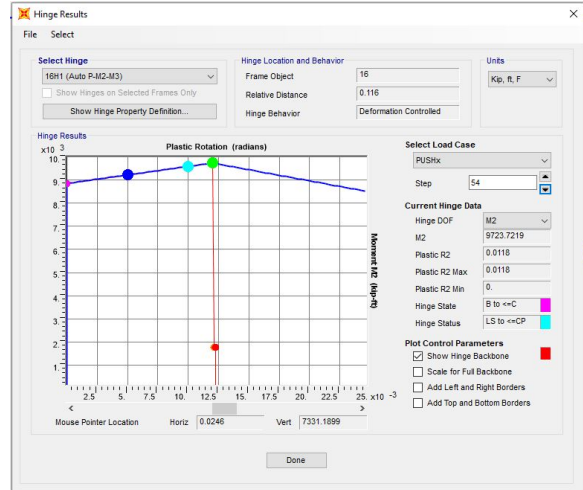 Hinge Results
File Select
Select Hinge
16H1 (Auto P-M2-M3)
Show Hinges on Selected Frames Only
Show Hinge Property Definition...
Hinge Location and Behavior
Frame Object 16
Relative Distance 0.116
Hinge Behavior Deformation Controlled
Units
Kip, ft, F
Hinge Results
x10 3
Plastic Rotation (radians)
10.
9.
8.
7.
6.
5.
4.
3.
2.
1.
2.5 5. 7.5 10. 12.5 15. 17.5 20. 22.5 25. x10 -3
Moment M2 (kip-ft)
Mouse Pointer Location Horiz 0.0246 Vert 7331.1899
Select Load Case
PUSHx
Step 54
Current Hinge Data
Hinge DOF M2
M2 9723.7219
Plastic R2 0.0118
Plastic R2 Max 0.0118
Plastic R2 Min 0.
Hinge State B to <=C
Hinge Status LS to <=CP
Plot Control Parameters
Show Hinge Backbone
Scale for Full Backbone
Add Left and Right Borders
Add Top and Bottom Borders
Done